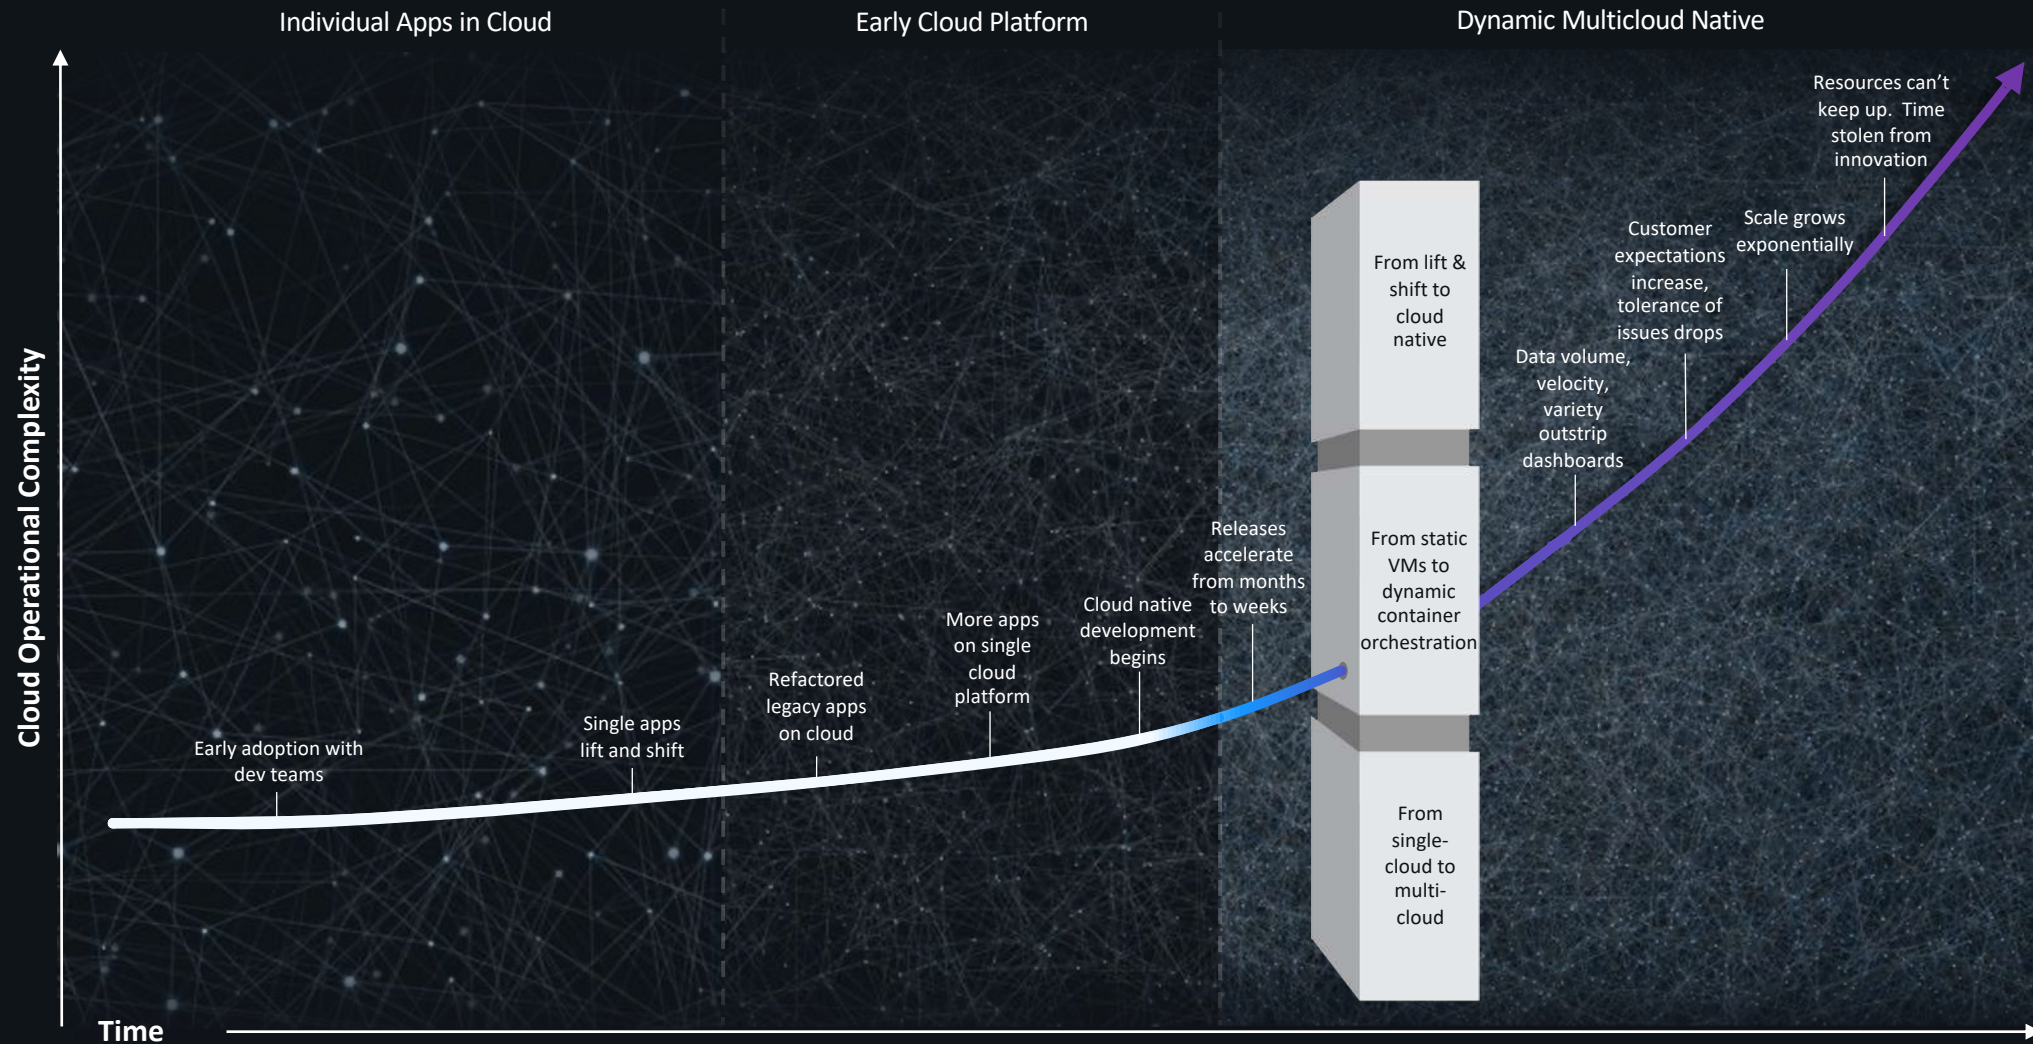 Individual Apps in Cloud
Early Cloud Platform
Dynamic Multicloud Native
Cloud Operational Complexity
Early adoption with
dev teams
Single apps
lift and shift
Refactored
legacy apps
on cloud
More apps
on single
cloud
platform
Cloud native
development
begins
Releases
accelerate
from months
to weeks
From lift &
shift to
cloud
native
From static
VMs to
dynamic
container
orchestration
From
single-
cloud to
multi-
cloud
Data volume,
velocity,
variety
outstrip
dashboards
Customer
expectations
increase,
tolerance of
issues drops
Scale grows
exponentially
Resources can’t
keep up.  Time
stolen from
innovation
Time